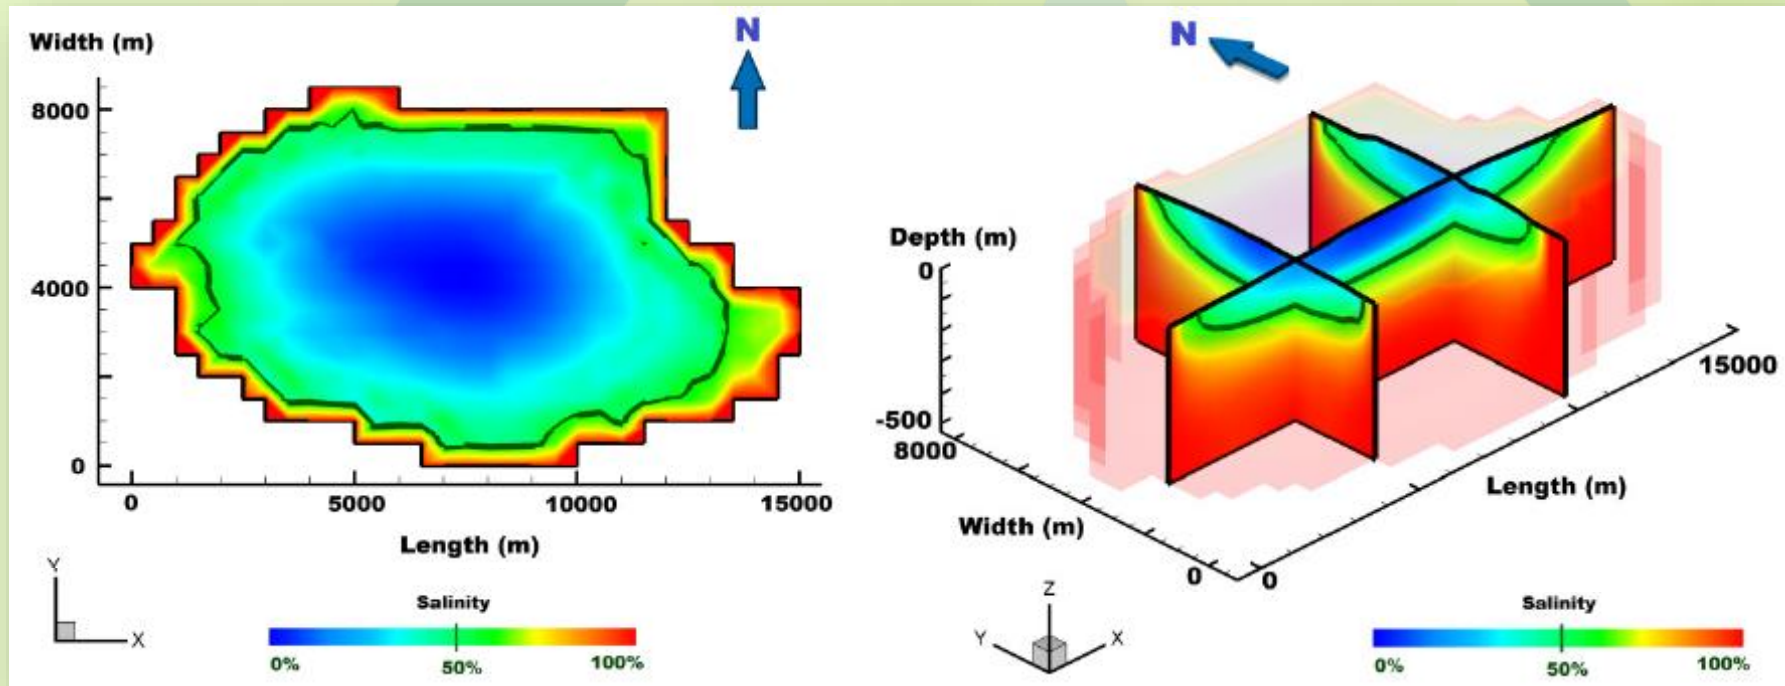 Width (m)
N
8000
4000
0
0 5000 10000 15000
Length (m)
Y
X
Salinity
0% 50% 100%
N
Depth (m)
0
-500
8000
Width (m)
0
0
Length (m)
15000
Z
Y X
Salinity
0% 50% 100%